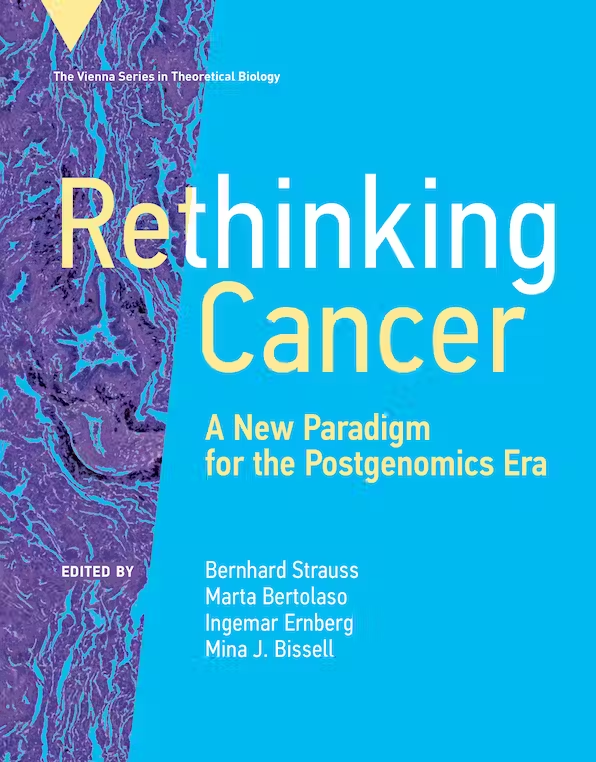 The Vienna Series in Theoretical Biology
Rethinking
Cancer
A New Paradigm
for the Postgenomics Era
EDITED BY
Bernhard Strauss
Marta Bertolaso
Ingemar Ernberg
Mina J. Bissell